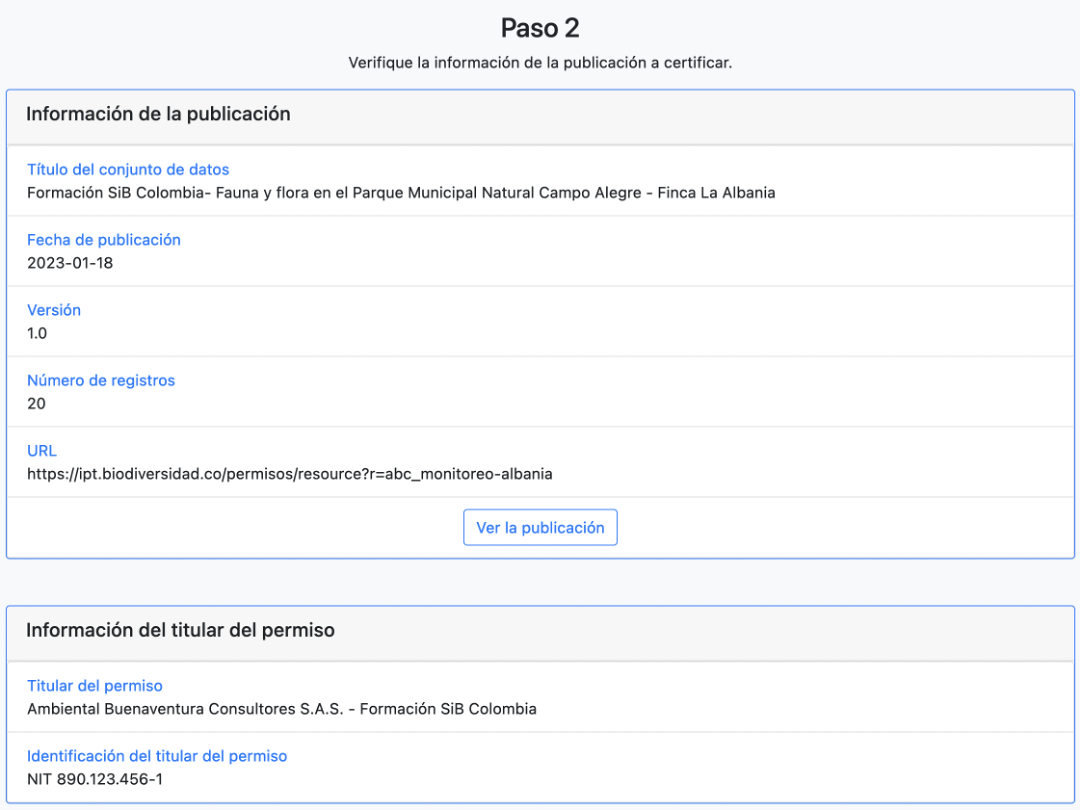 Paso 2
Verifique la información de la publicación a certificar.
Información de la publicación
Título del conjunto de datos
Formación SiB Colombia- Fauna y flora en el Parque Municipal Natural Campo Alegre - Finca La Albania
Fecha de publicación
2023-01-18
Versión
1.0
Número de registros
20
URL
https://ipt.biodiversidad.co/permisos/resource?r=abc_monitoreo-albania
Ver la publicación
Información del titular del permiso
Titular del permiso
Ambiental Buenaventura Consultores S.A.S. - Formación SiB Colombia
Identificación del titular del permiso
NIT 890.123.456-1